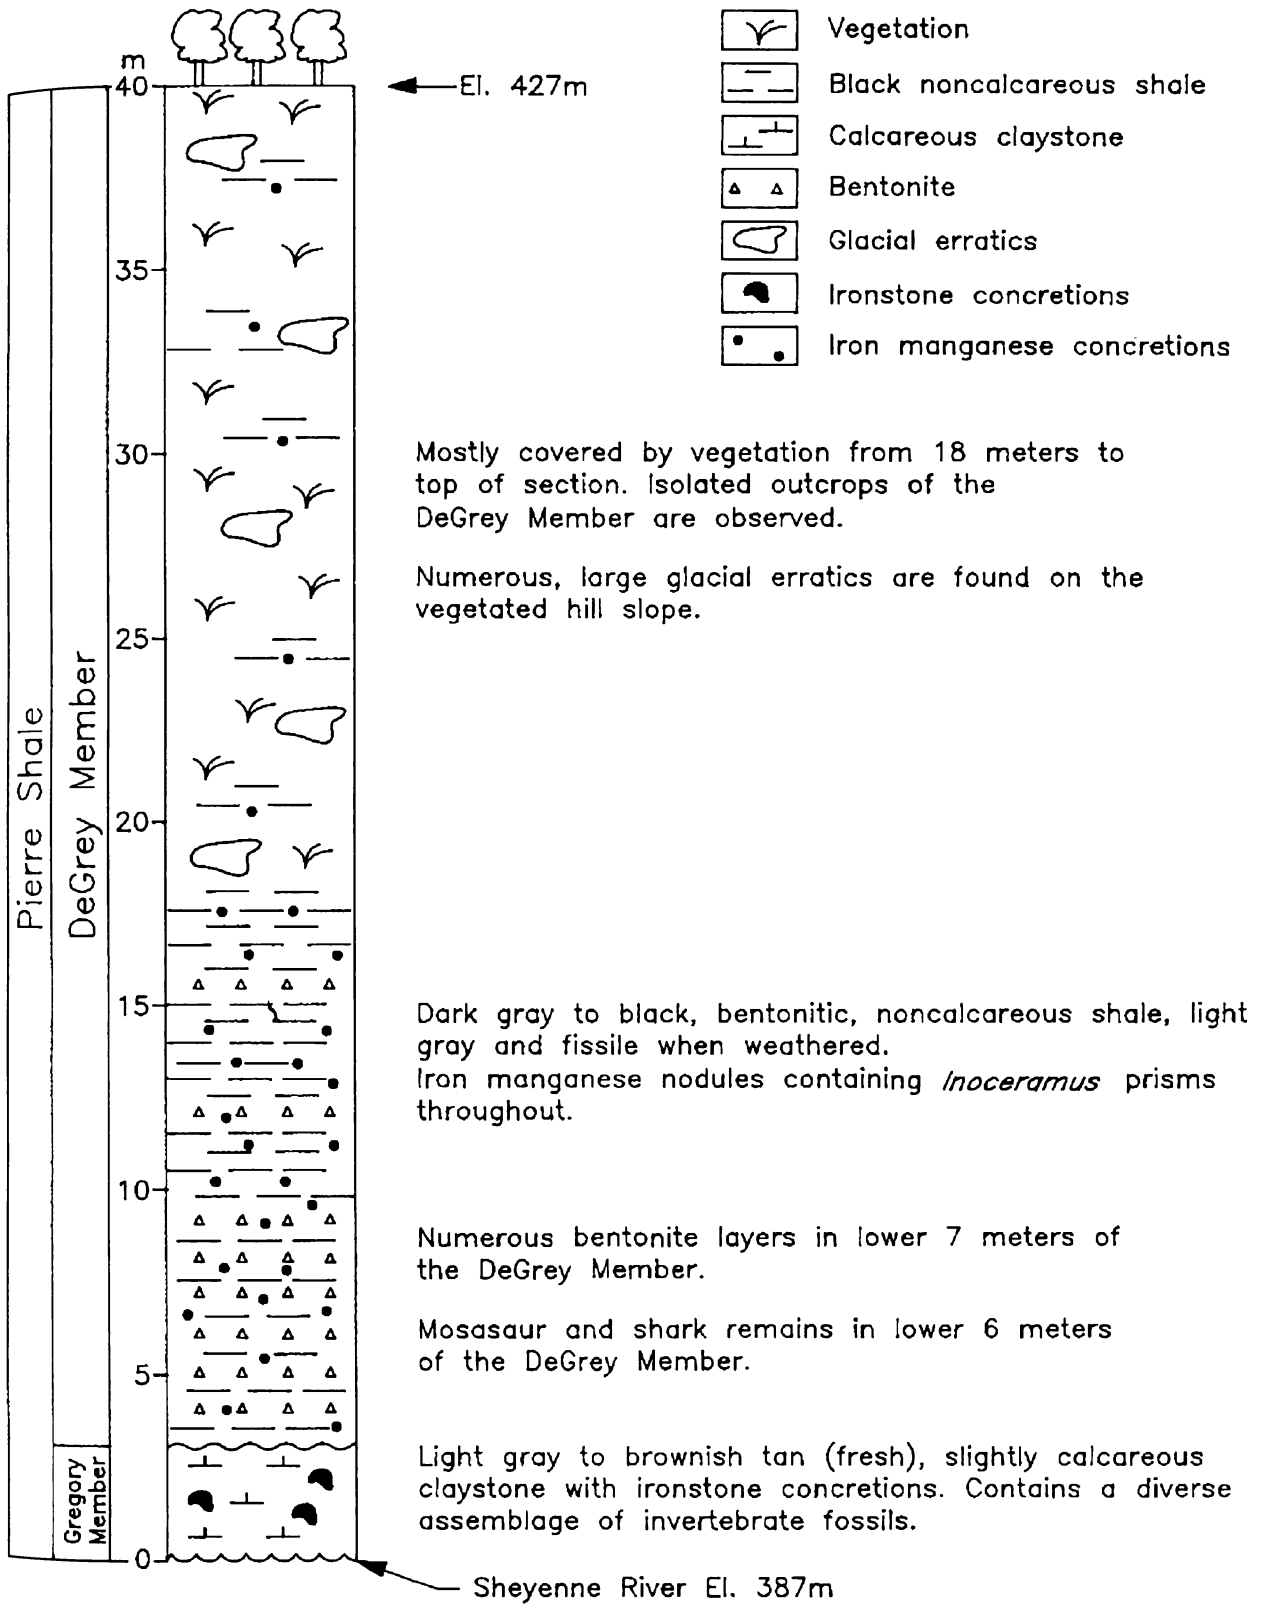 m
40
35
30
25
20
15
10
5
0
Pierre Shale
DeGrey Member
Gregory
Member
El. 427m
Vegetation
Black noncalcareous shale
Calcareous claystone
Bentonite
Glacial erratics
Ironstone concretions
Iron manganese concretions
Mostly covered by vegetation from 18 meters to
top of section. Isolated outcrops of the
DeGrey Member are observed.
Numerous, large glacial erratics are found on the
vegetated hill slope.
Dark gray to black, bentonitic, noncalcareous shale, light
gray and fissile when weathered.
Iron manganese nodules containing Inoceramus prisms
throughout.
Numerous bentonite layers in lower 7 meters of
the DeGrey Member.
Mosasaur and shark remains in lower 6 meters
of the DeGrey Member.
Light gray to brownish tan (fresh), slightly calcareous
claystone with ironstone concretions. Contains a diverse
assemblage of invertebrate fossils.
Sheyenne River El. 387m